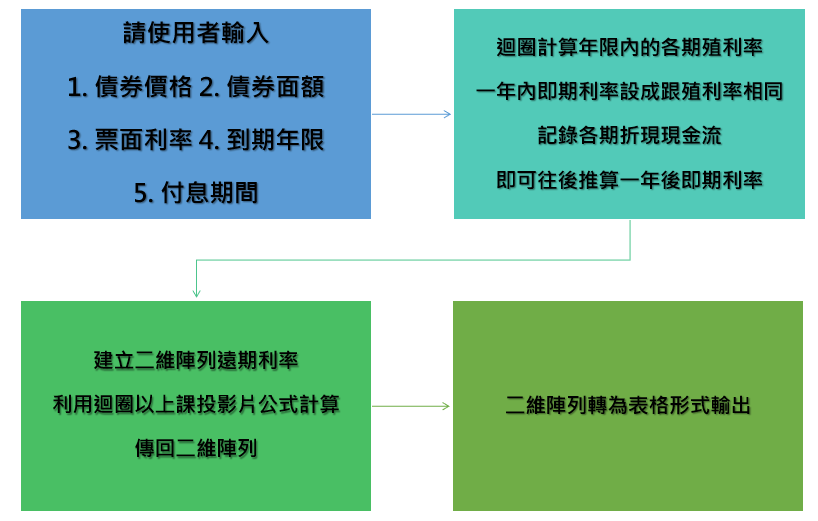 請使用者輸入
1. 債券價格 2. 債券面額
3. 票面利率 4. 到期年限
5. 付息期間
迴圈計算年限內的各期殖利率
一年內即期利率設成跟殖利率相同
記錄各期折現現金流
即可往後推算一年後即期利率
建立二維陣列遠期利率
利用迴圈以上課投影片公式計算
傳回二維陣列
二維陣列轉為表格形式輸出